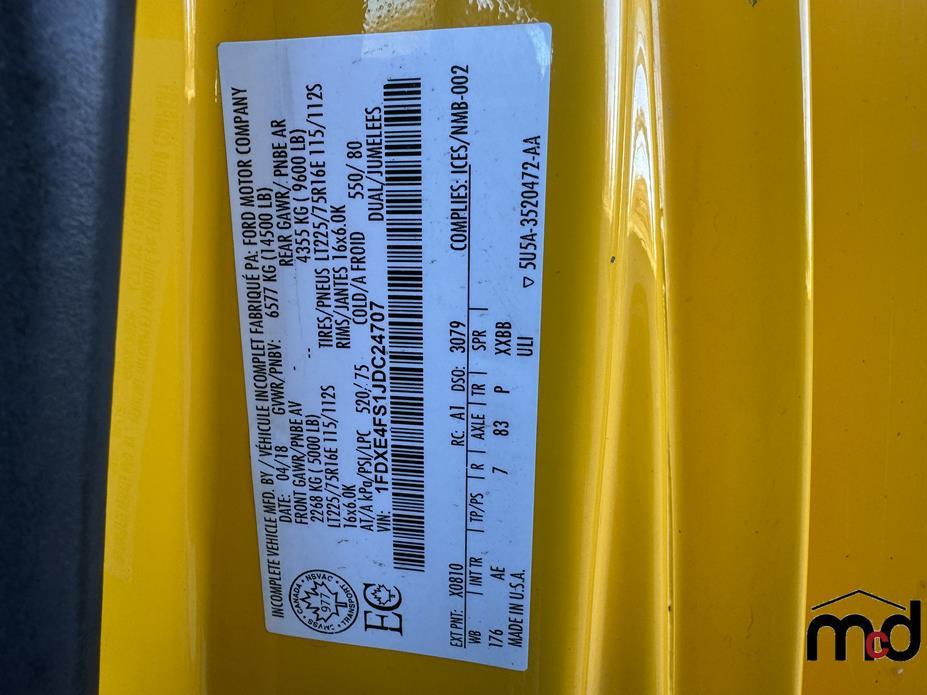 INCOMPLETE VEHICLE MFD. BY / VÉHICULE INCOMPLET FABRIQUÉ PA: FORD MOTOR COMPANY
DATE: 04/18 GVWR/PNBV: 6577 KG (14500 LB)
FRONT GAWR/PNBE AV REAR GAWR/ PNBE AR
2268 KG ( 5000 LB) -- 4355 KG ( 9600 LB)
LT225/75R16E 115/112S TIRES/PNEUS LT225/75R16E 115/112S
16x6.0K RIMS/JANTES 16x6.0K
AT/À kPa/PSI/LPC 520/ 75 COLD/A FROID 550/ 80
VIN: 1FDXE4FS1JDC24707 DUAL/JUMELEES
CANADA • NSVAC • TRANSPORT • CMVSS
977
T
EC
EXT PNT: X0810 RC: A1 DSO: 3079 COMPLIES: ICES/NMB-002
WB | INT TR | TP/PS | R | AXLE | TR | SPR
176 AE 7 83 P XXBB
MADE IN U.S.A. ULI ▽ 5U5A-3520472-AA
mcd